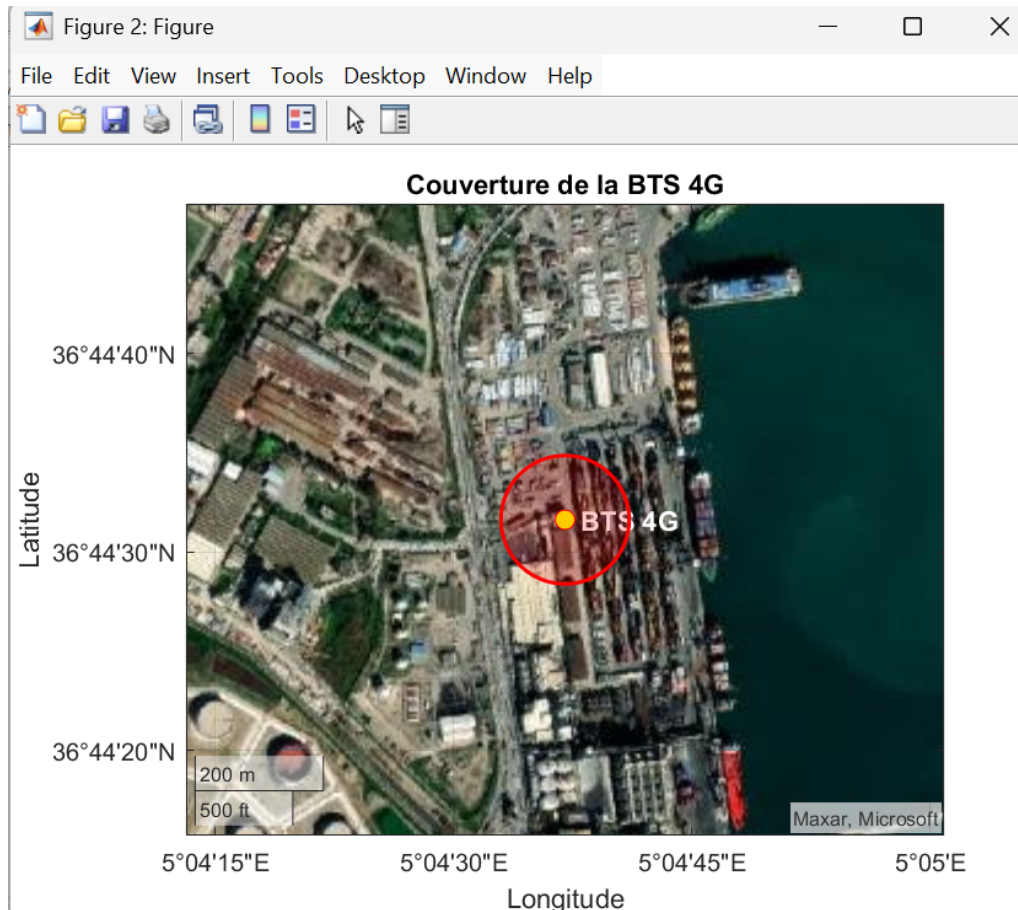 Figure 2: Figure
File Edit View Insert Tools Desktop Window Help
Couverture de la BTS 4G
Latitude
36°44'40"N
36°44'30"N
36°44'20"N
BTS 4G
200 m
500 ft
Maxar, Microsoft
5°04'15"E 5°04'30"E 5°04'45"E 5°05'E
Longitude